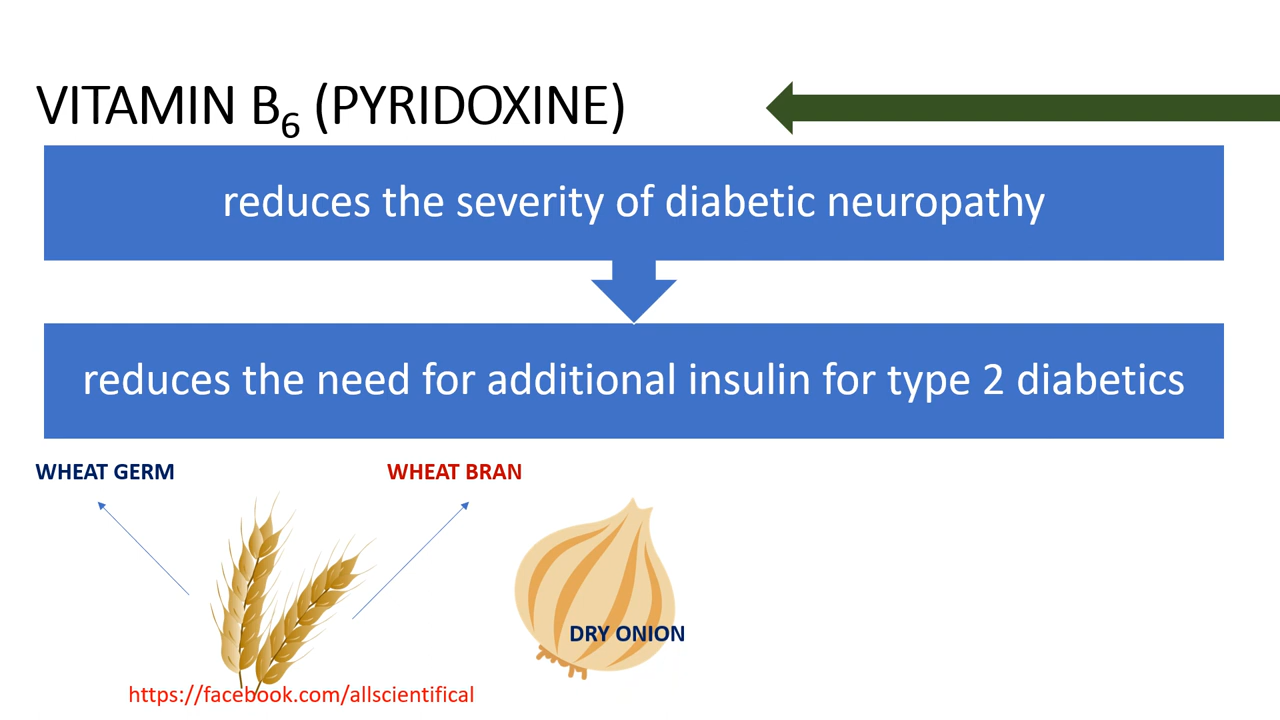 VITAMIN B6 (PYRIDOXINE)
reduces the severity of diabetic neuropathy
reduces the need for additional insulin for type 2 diabetics
WHEAT GERM
WHEAT BRAN
DRY ONION
https://facebook.com/allscientifical